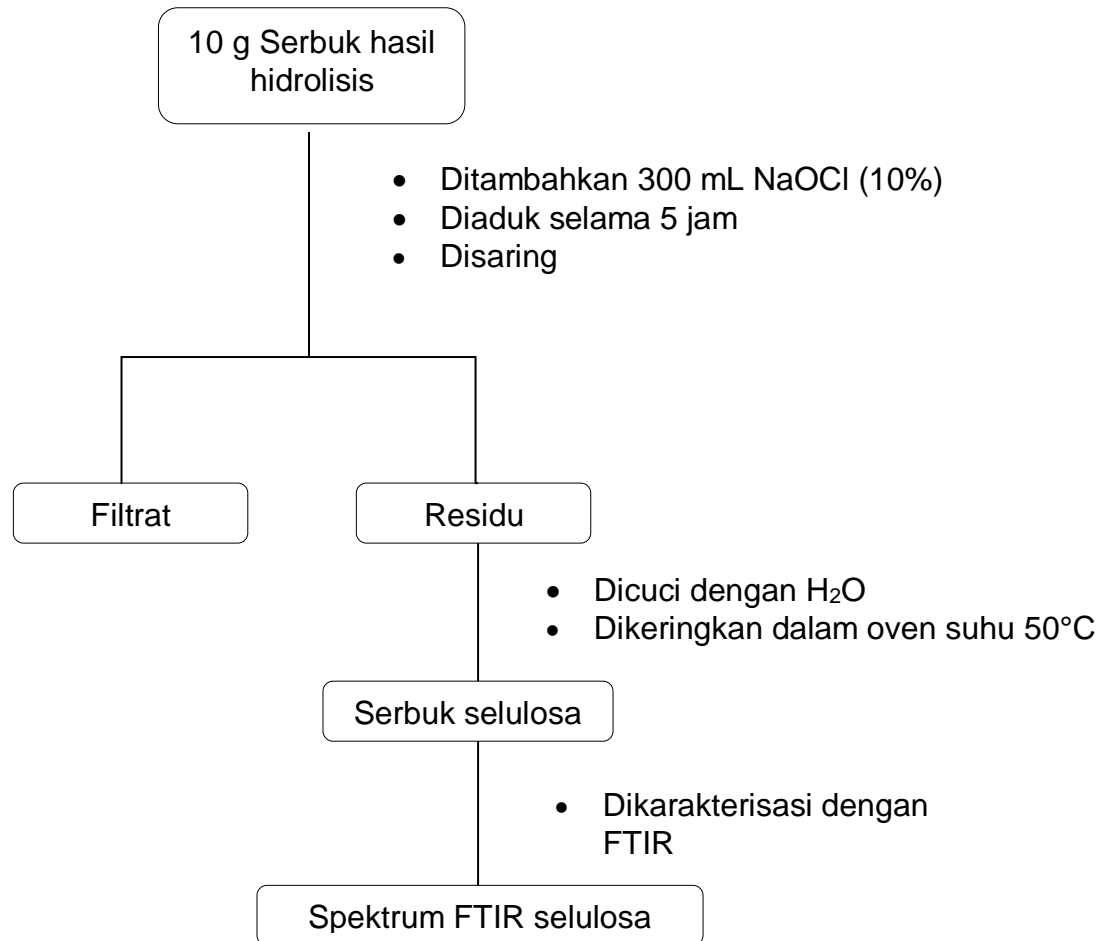 10 g Serbuk hasil
hidrolisis
• Ditambahkan 300 mL NaOCl (10%)
• Diaduk selama 5 jam
• Disaring
Filtrat
Residu
• Dicuci dengan H₂O
• Dikeringkan dalam oven suhu 50°C
Serbuk selulosa
• Dikarakterisasi dengan
FTIR
Spektrum FTIR selulosa